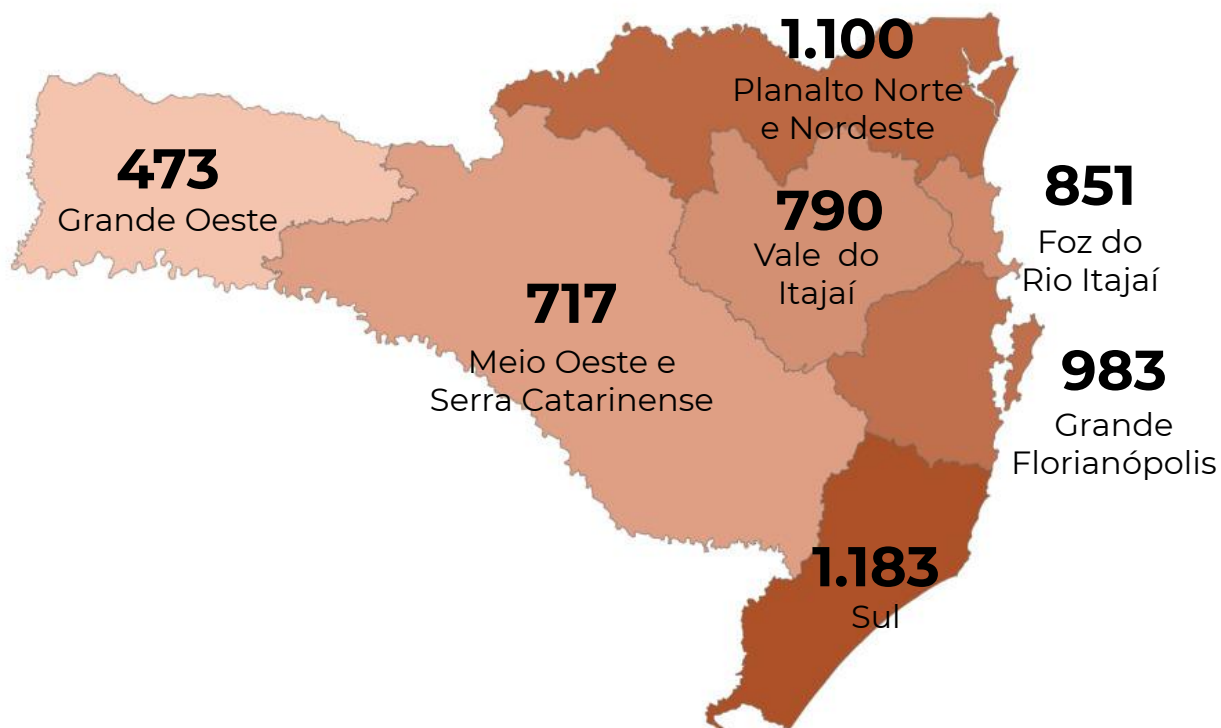 1.100
Planalto Norte
e Nordeste
473
Grande Oeste
851
Foz do
Rio Itajaí
790
Vale do
Itajaí
717
Meio Oeste e
Serra Catarinense
983
Grande
Florianópolis
1.183
Sul